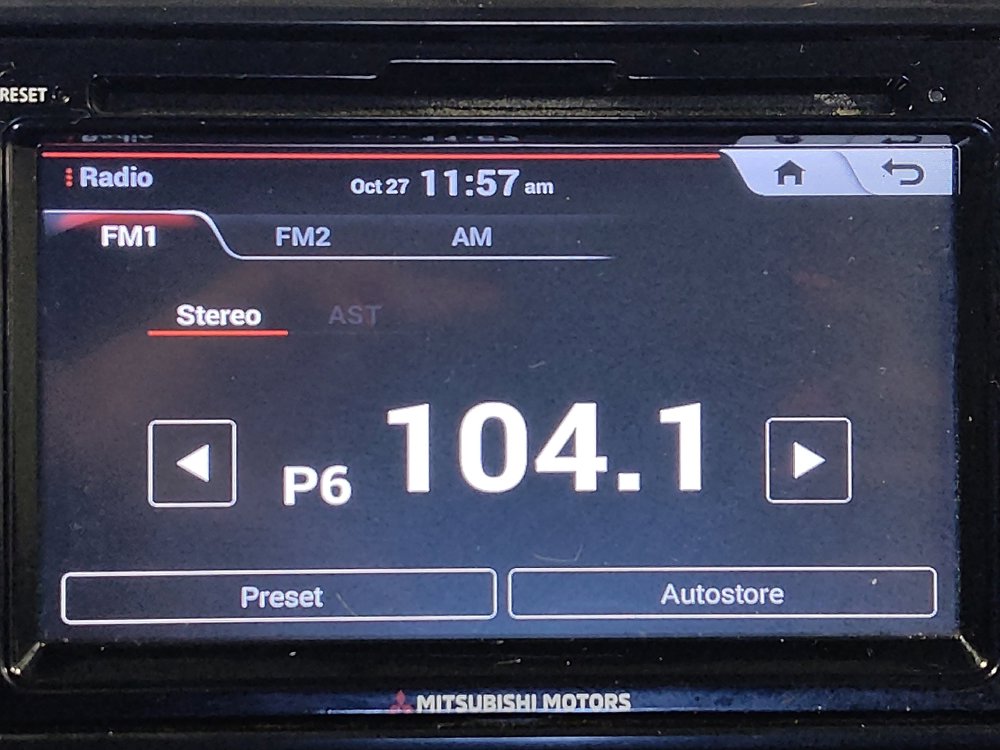 RESET
Radio
Oct 27 11:57 am
FM1 FM2 AM
Stereo AST
P6 104.1
Preset Autostore
MITSUBISHI MOTORS